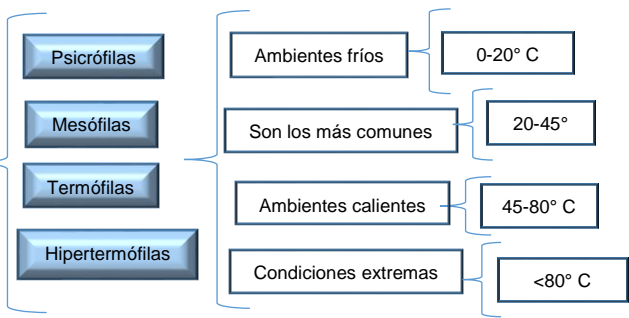 Psicrófilas
Ambientes fríos
0-20° C
Mesófilas
Son los más comunes
20-45°
Termófilas
Ambientes calientes
45-80° C
Hipertermófilas
Condiciones extremas
<80° C